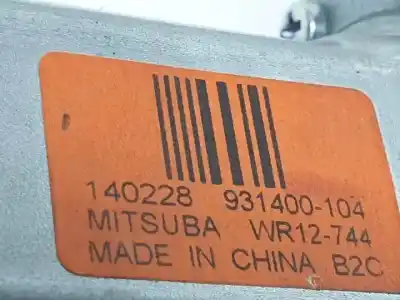 140228 931400-104
MITSUBA WR12-744
MADE IN CHINA B2C